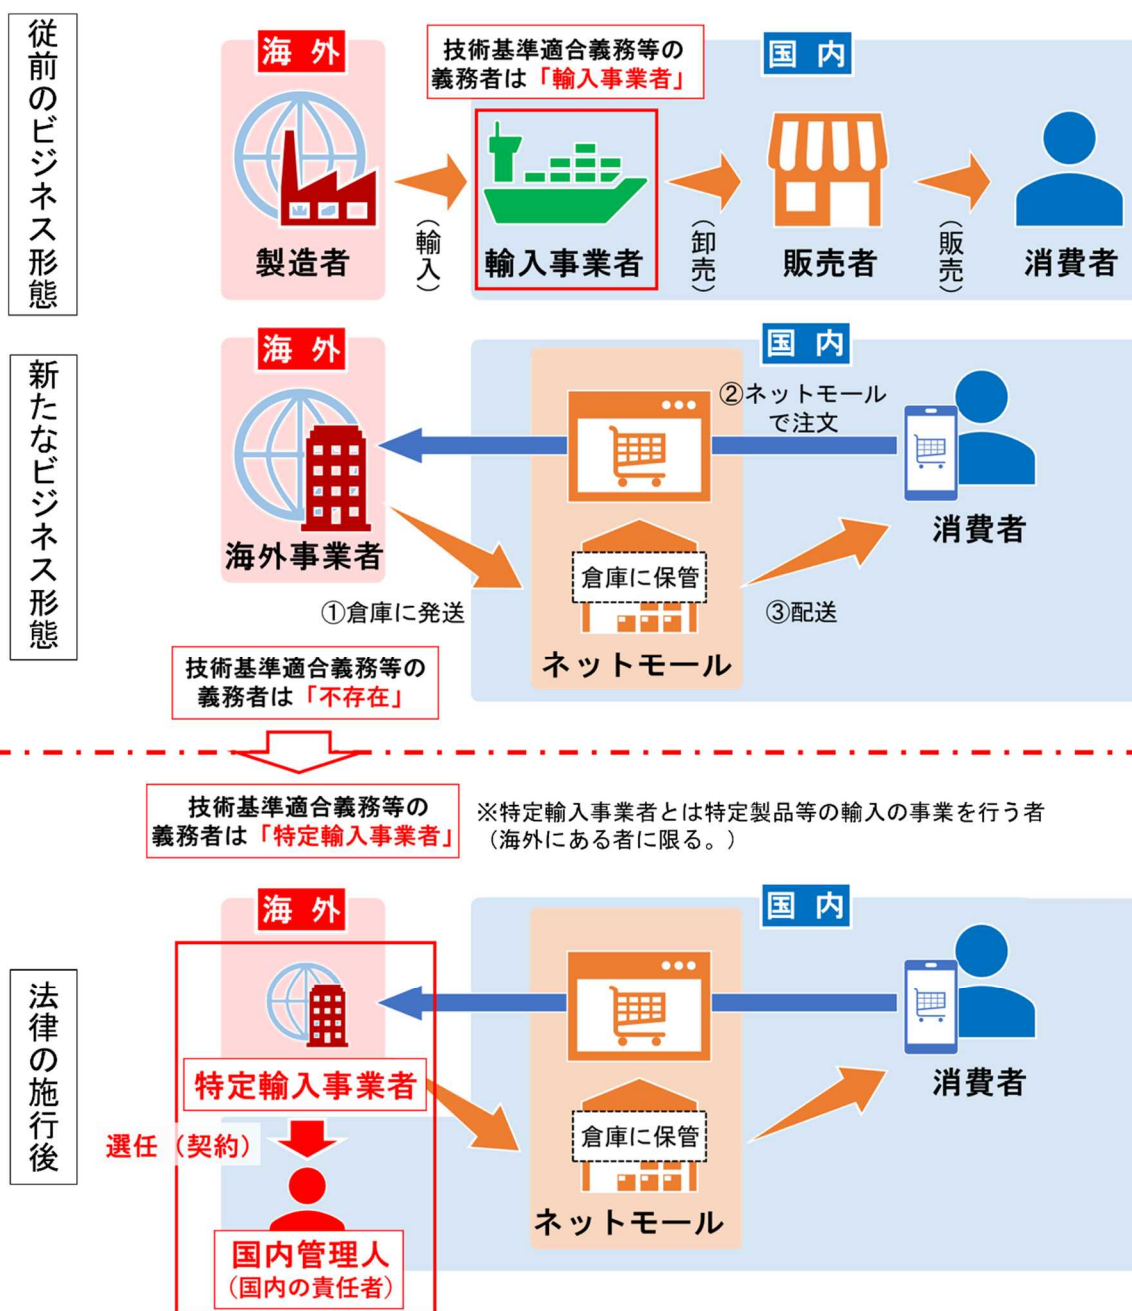 従前のビジネス形態
海外
技術基準適合義務等の
義務者は「輸入事業者」
国内
製造者
（輸入）
輸入事業者
（卸売）
販売者
（販売）
消費者
新たなビジネス形態
海外
国内
②ネットモール
で注文
海外事業者
消費者
倉庫に保管
①倉庫に発送
③配送
ネットモール
技術基準適合義務等の
義務者は「不存在」
技術基準適合義務等の
義務者は「特定輸入事業者」
※特定輸入事業者とは特定製品等の輸入の事業を行う者
（海外にある者に限る。）
法律の施行後
海外
国内
特定輸入事業者
消費者
倉庫に保管
選任（契約）
ネットモール
国内管理人
（国内の責任者）